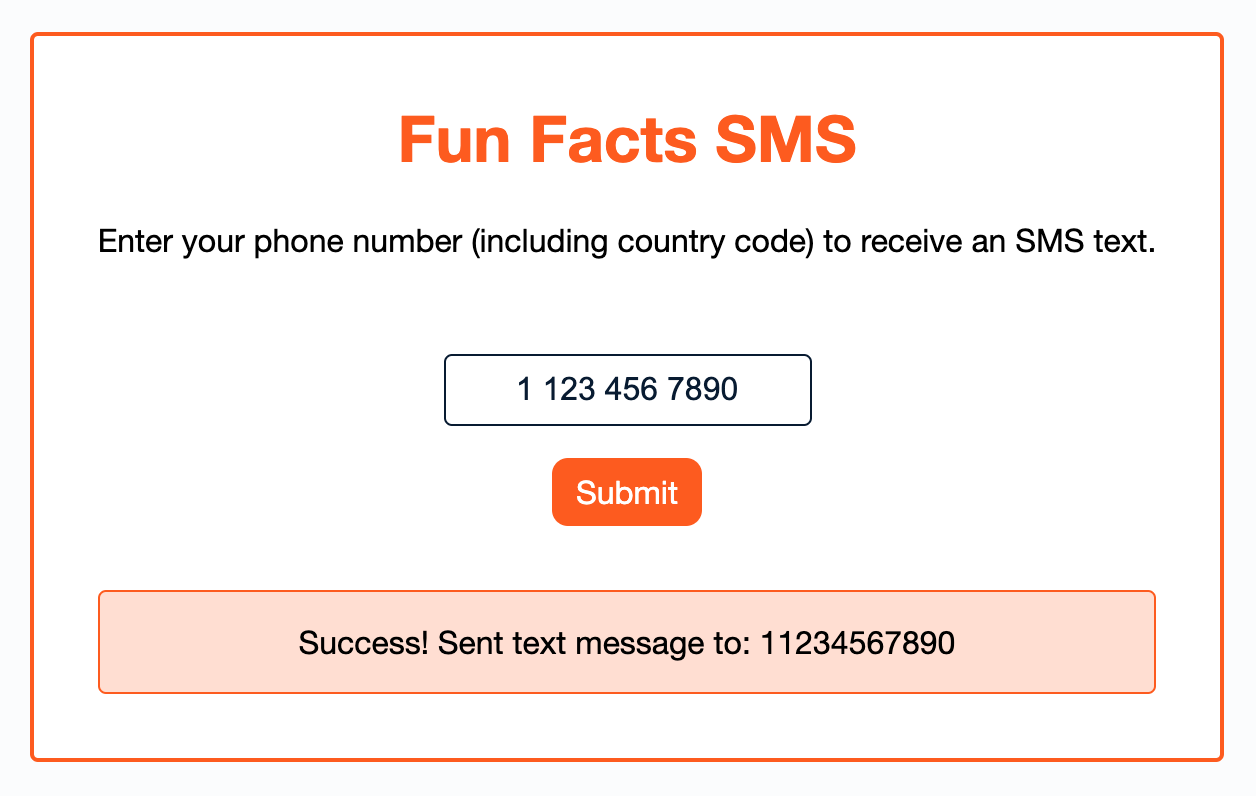 Fun Facts SMS
Enter your phone number (including country code) to receive an SMS text.
1 123 456 7890
Submit
Success! Sent text message to: 11234567890